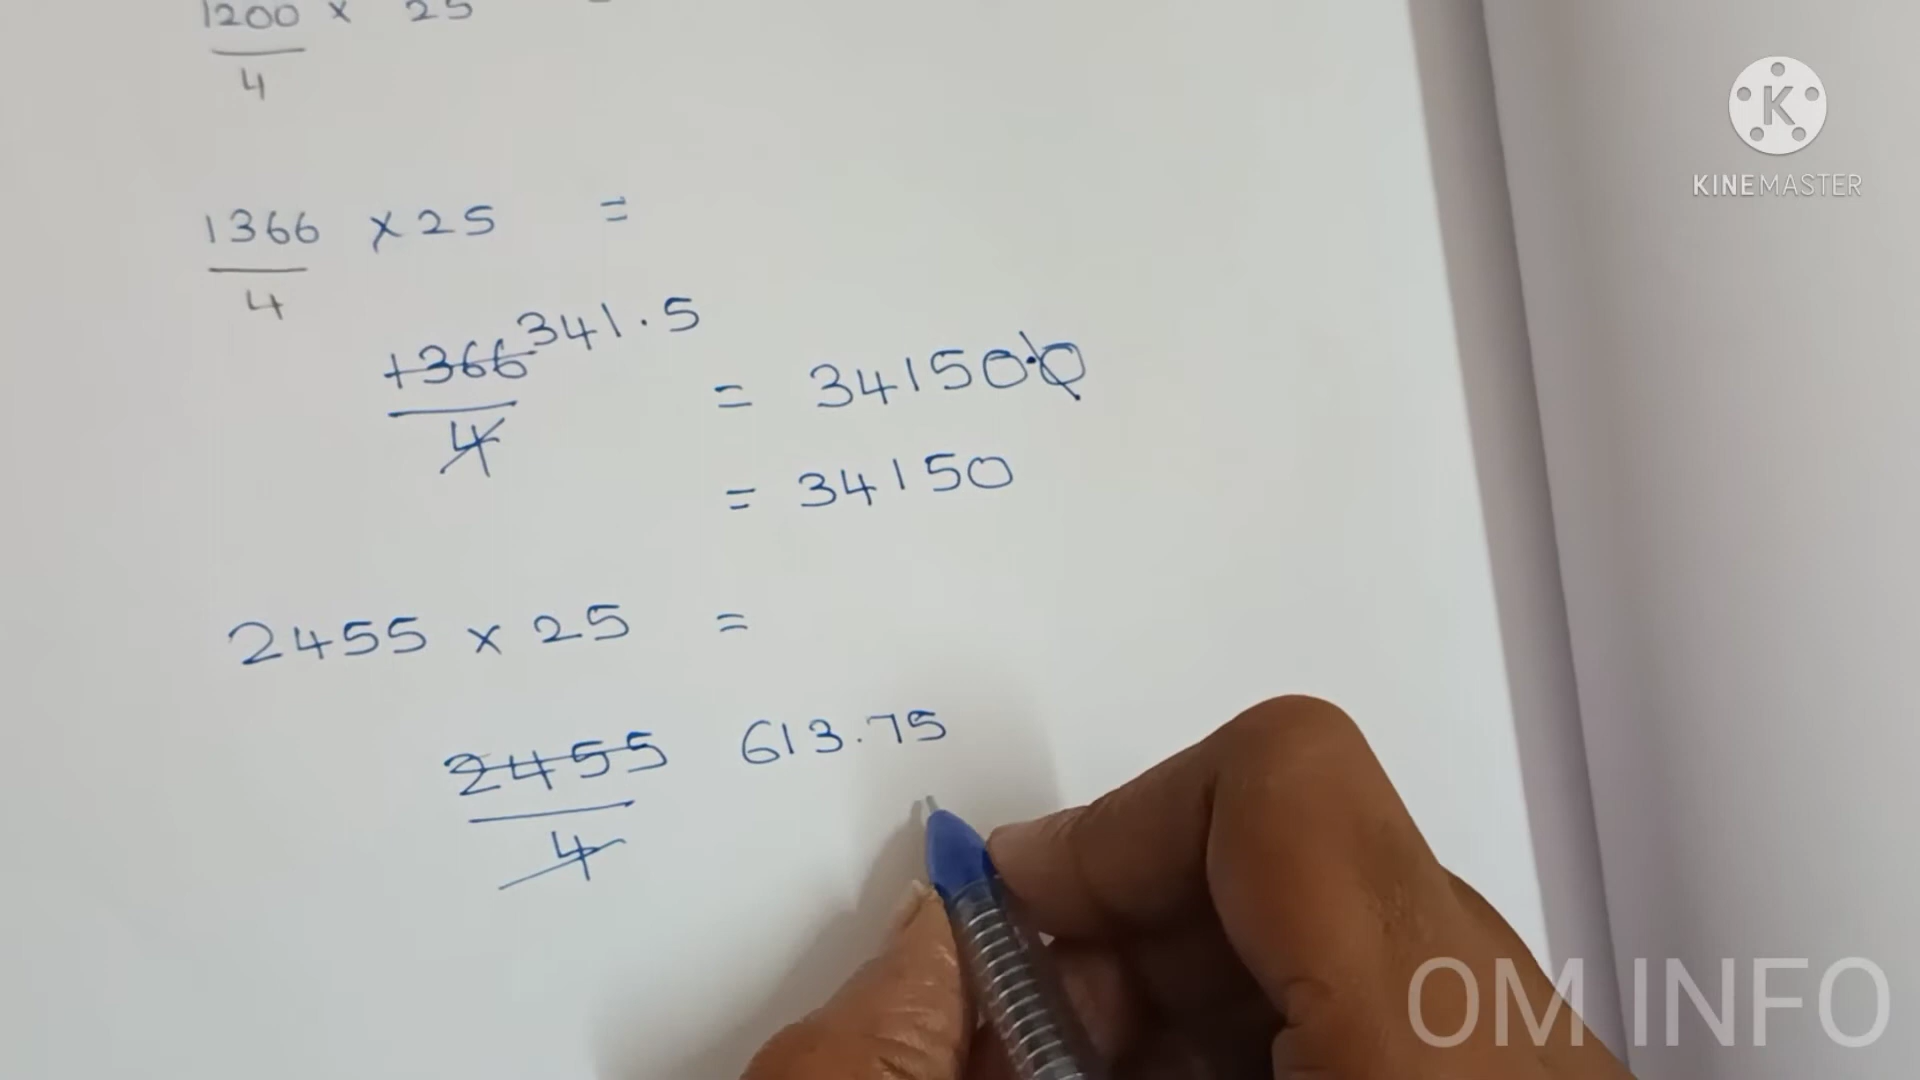 1200 x 25
4
K
KINEMASTER
1366 x 25 =
4
1366 341.5
4
= 34150.0
= 34150
2455 x 25 =
2455 613.75
4
OM INFO